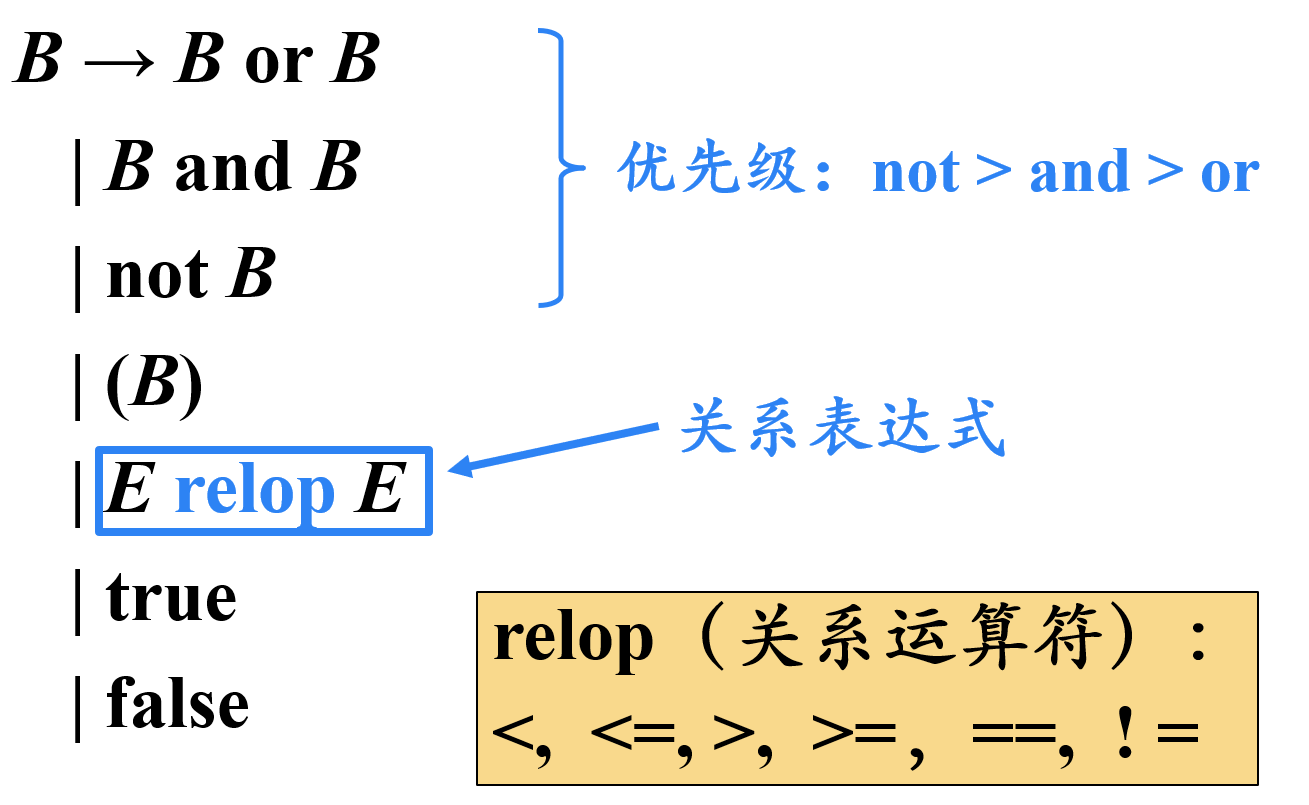 B → B or B
| B and B
优先级：not > and > or
| not B
| (B)
关系表达式
| E relop E
| true
relop（关系运算符）:
| false
<, <=, >, >=, ==, ! =